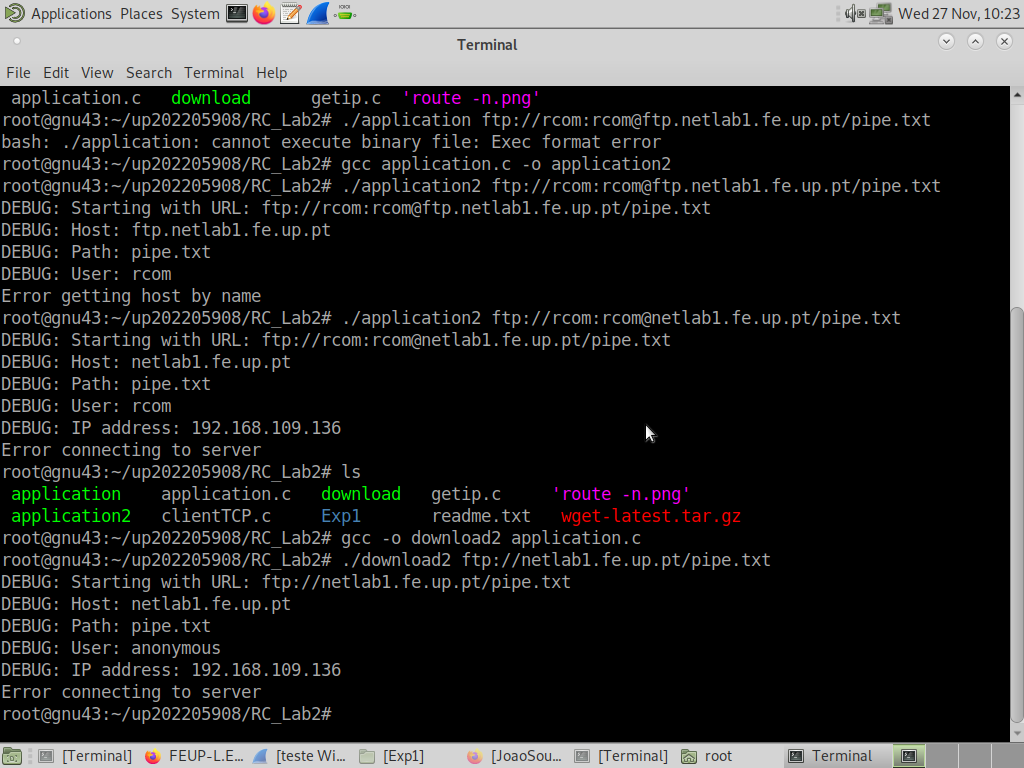 Applications Places System Wed 27 Nov, 10:23
Terminal
File Edit View Search Terminal Help
application.c download getip.c 'route -n.png'
root@gnu43:~/up202205908/RC_Lab2# ./application ftp://rcom:rcom@ftp.netlab1.fe.up.pt/pipe.txt
bash: ./application: cannot execute binary file: Exec format error
root@gnu43:~/up202205908/RC_Lab2# gcc application.c -o application2
root@gnu43:~/up202205908/RC_Lab2# ./application2 ftp://rcom:rcom@ftp.netlab1.fe.up.pt/pipe.txt
DEBUG: Starting with URL: ftp://rcom:rcom@ftp.netlab1.fe.up.pt/pipe.txt
DEBUG: Host: ftp.netlab1.fe.up.pt
DEBUG: Path: pipe.txt
DEBUG: User: rcom
Error getting host by name
root@gnu43:~/up202205908/RC_Lab2# ./application2 ftp://rcom:rcom@netlab1.fe.up.pt/pipe.txt
DEBUG: Starting with URL: ftp://rcom:rcom@netlab1.fe.up.pt/pipe.txt
DEBUG: Host: netlab1.fe.up.pt
DEBUG: Path: pipe.txt
DEBUG: User: rcom
DEBUG: IP address: 192.168.109.136
Error connecting to server
root@gnu43:~/up202205908/RC_Lab2# ls
application application.c download getip.c 'route -n.png'
application2 clientTCP.c Exp1 readme.txt wget-latest.tar.gz
root@gnu43:~/up202205908/RC_Lab2# gcc -o download2 application.c
root@gnu43:~/up202205908/RC_Lab2# ./download2 ftp://netlab1.fe.up.pt/pipe.txt
DEBUG: Starting with URL: ftp://netlab1.fe.up.pt/pipe.txt
DEBUG: Host: netlab1.fe.up.pt
DEBUG: Path: pipe.txt
DEBUG: User: anonymous
DEBUG: IP address: 192.168.109.136
Error connecting to server
root@gnu43:~/up202205908/RC_Lab2#
[Terminal] FEUP-L.E... [teste Wi... [Exp1] [JoaoSou... [Terminal] root Terminal